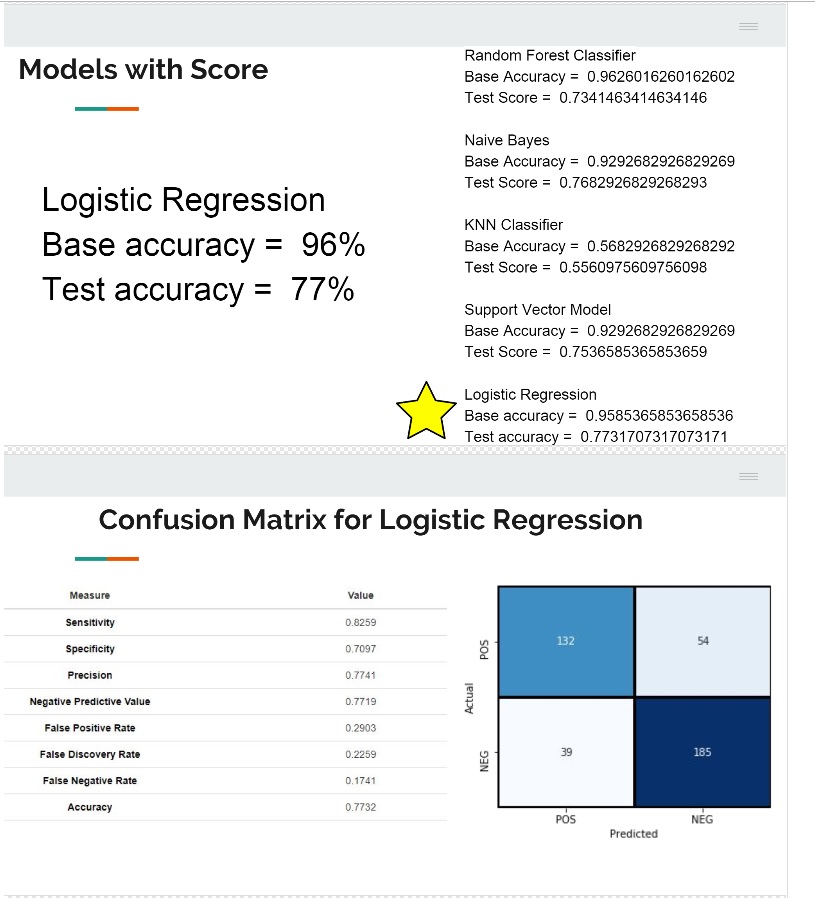 Models with Score
Logistic Regression
Base accuracy = 96%
Test accuracy = 77%
Random Forest Classifier
Base Accuracy = 0.9626016260162602
Test Score = 0.7341463414634146
Naive Bayes
Base Accuracy = 0.9292682926829269
Test Score = 0.7682926829268293
KNN Classifier
Base Accuracy = 0.5682926829268292
Test Score = 0.5560975609756098
Support Vector Model
Base Accuracy = 0.9292682926829269
Test Score = 0.7536585365853659
Logistic Regression
Base accuracy = 0.9585365853658536
Test accuracy = 0.7731707317073171
Confusion Matrix for Logistic Regression
Measure Value
Sensitivity 0.8259
Specificity 0.7097
Precision 0.7741
Negative Predictive Value 0.7719
False Positive Rate 0.2903
False Discovery Rate 0.2259
False Negative Rate 0.1741
Accuracy 0.7732
Actual
POS 132 54
NEG 39 185
POS NEG
Predicted